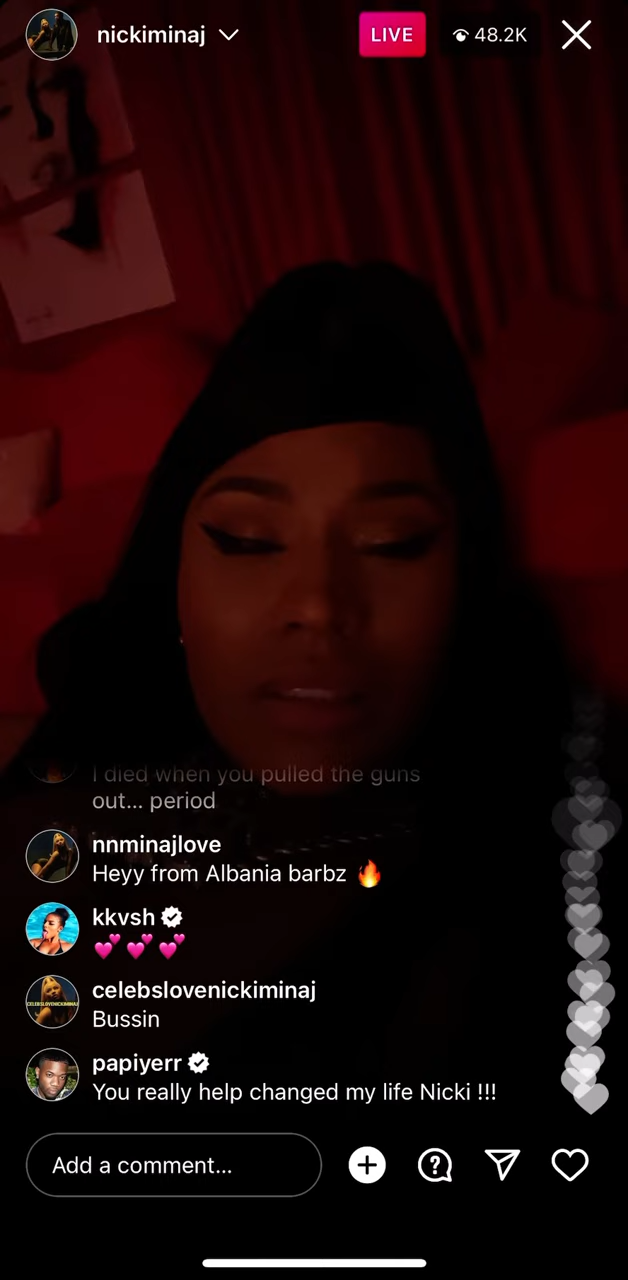 nickiminaj
LIVE
48.2K
I died when you pulled the guns
out... period
nnminajlove
Heyy from Albania barbz 🔥
kkvsh
💕💕💕
CELEBSLOVENICKIMINAJ
celebslovenickiminaj
Bussin
papiyerr
You really help changed my life Nicki !!!
Add a comment...